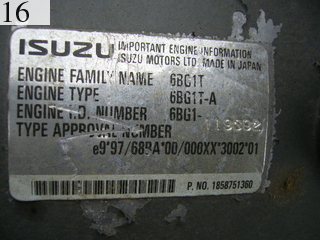 16
ISUZU IMPORTANT ENGINE INFORMATION
ISUZU MOTORS LTD. MADE IN JAPAN
ENGINE FAMILY NAME 6BG1T
ENGINE TYPE 6BG1T-A
ENGINE I.D. NUMBER 6BG1-
TYPE APPROVAL NUMBER
e9*97/68BA*00/000XX*3002*01
P. NO. 1858751360